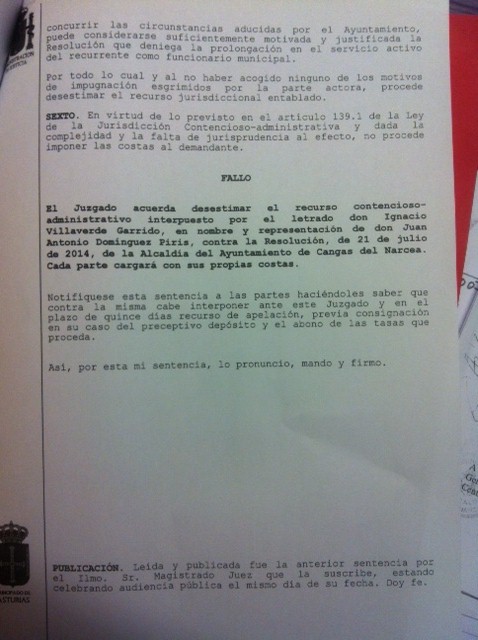 concurrir las circunstancias aducidas por el Ayuntamiento,
puede considerarse suficientemente motivada y justificada la
Resolución que deniega la prolongación en el servicio activo
del recurrente como funcionario municipal.
Por todo lo cual y al no haber acogido ninguno de los motivos
de impugnación esgrimidos por la parte actora, procede
desestimar el recurso jurisdiccional entablado.
SEXTO. En virtud de lo previsto en el artículo 139.1 de la Ley
de la Jurisdicción Contencioso-administrativa y dada la
complejidad y la falta de jurisprudencia al efecto, no procede
imponer las costas al demandante.
FALLO
El Juzgado acuerda desestimar el recurso contencioso-
administrativo interpuesto por el letrado don Ignacio
Villaverde Garrido, en nombre y representación de don Juan
Antonio Domínguez Piris, contra la Resolución, de 21 de julio
de 2014, de la Alcaldía del Ayuntamiento de Cangas del Narcea.
Cada parte cargará con sus propias costas.
Notifíquese esta sentencia a las partes haciéndoles saber que
contra la misma cabe interponer ante este Juzgado y en el
plazo de quince días recurso de apelación, previa consignación
en su caso del preceptivo depósito y el abono de las tasas que
proceda.
Así, por esta mi sentencia, lo pronuncio, mando y firmo.
PUBLICACIÓN. Leída y publicada fue la anterior sentencia por
el Ilmo. Sr. Magistrado Juez que la suscribe, estando
celebrando audiencia pública el mismo día de su fecha. Doy fe.
ASTURIAS